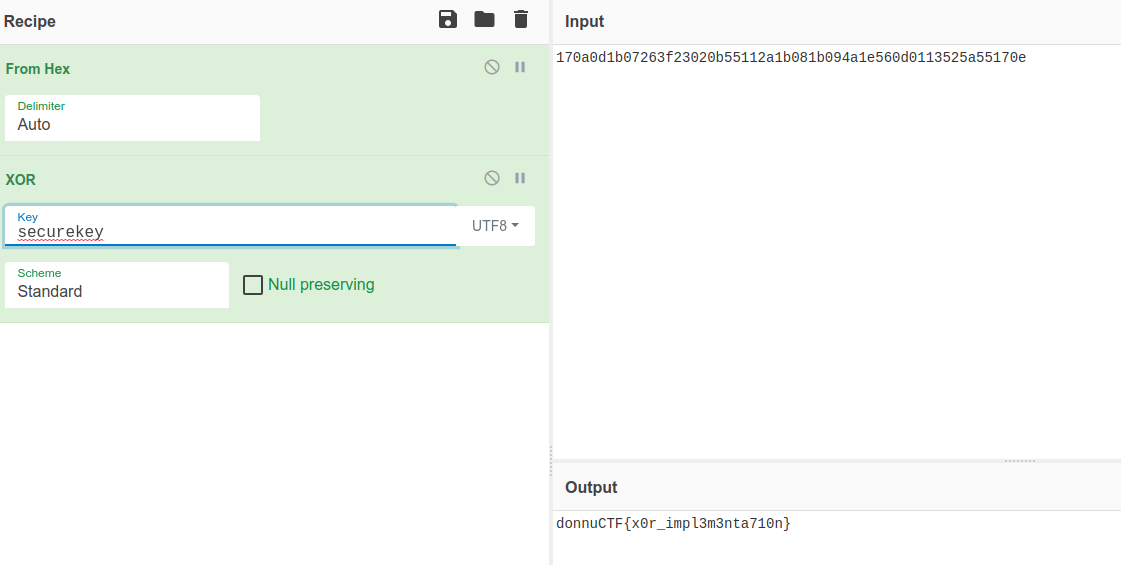 Recipe
From Hex
Delimiter
Auto
XOR
Key
securekey
UTF8
Scheme
Standard
Null preserving
Input
170a0d1b07263f23020b55112a1b081b094a1e560d0113525a55170e
Output
donnuCTF{x0r_impl3m3nta710n}